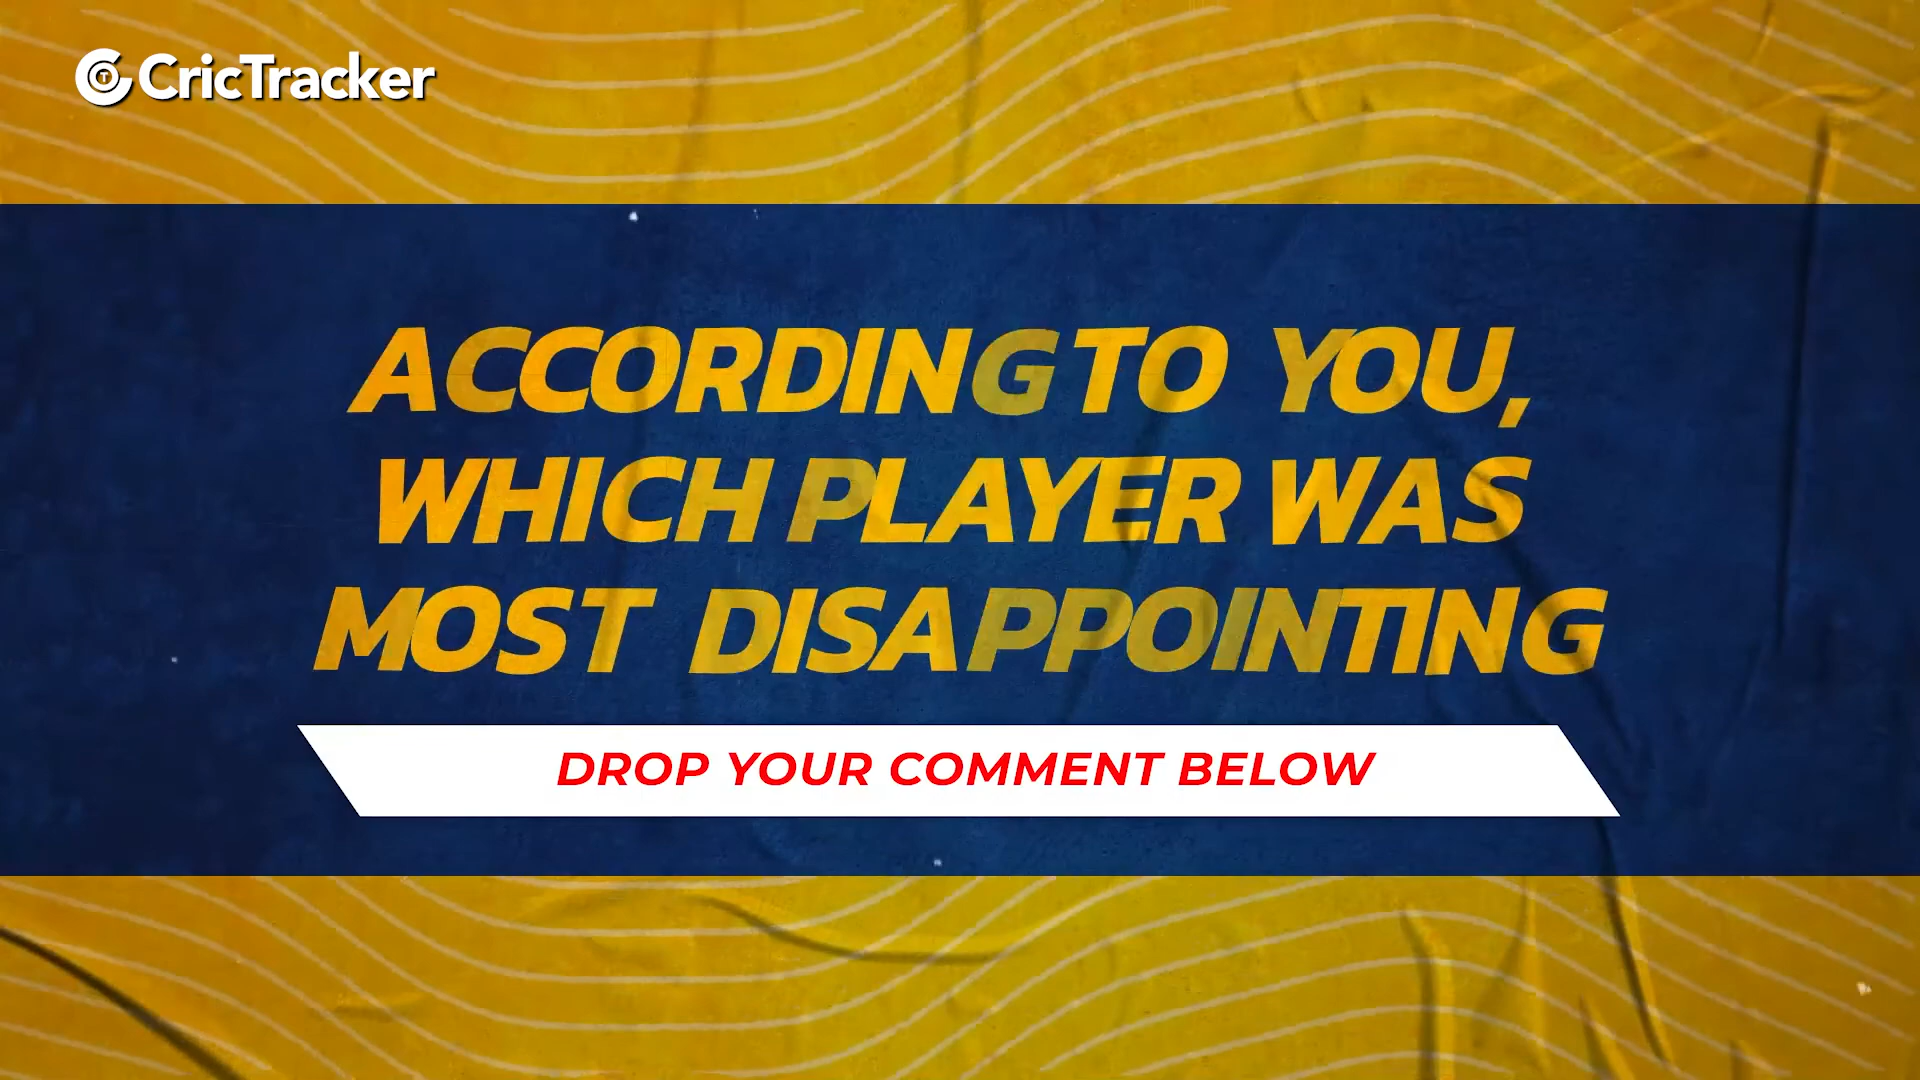 CricTracker
ACCORDING TO YOU,
WHICH PLAYER WAS
MOST DISAPPOINTING
DROP YOUR COMMENT BELOW